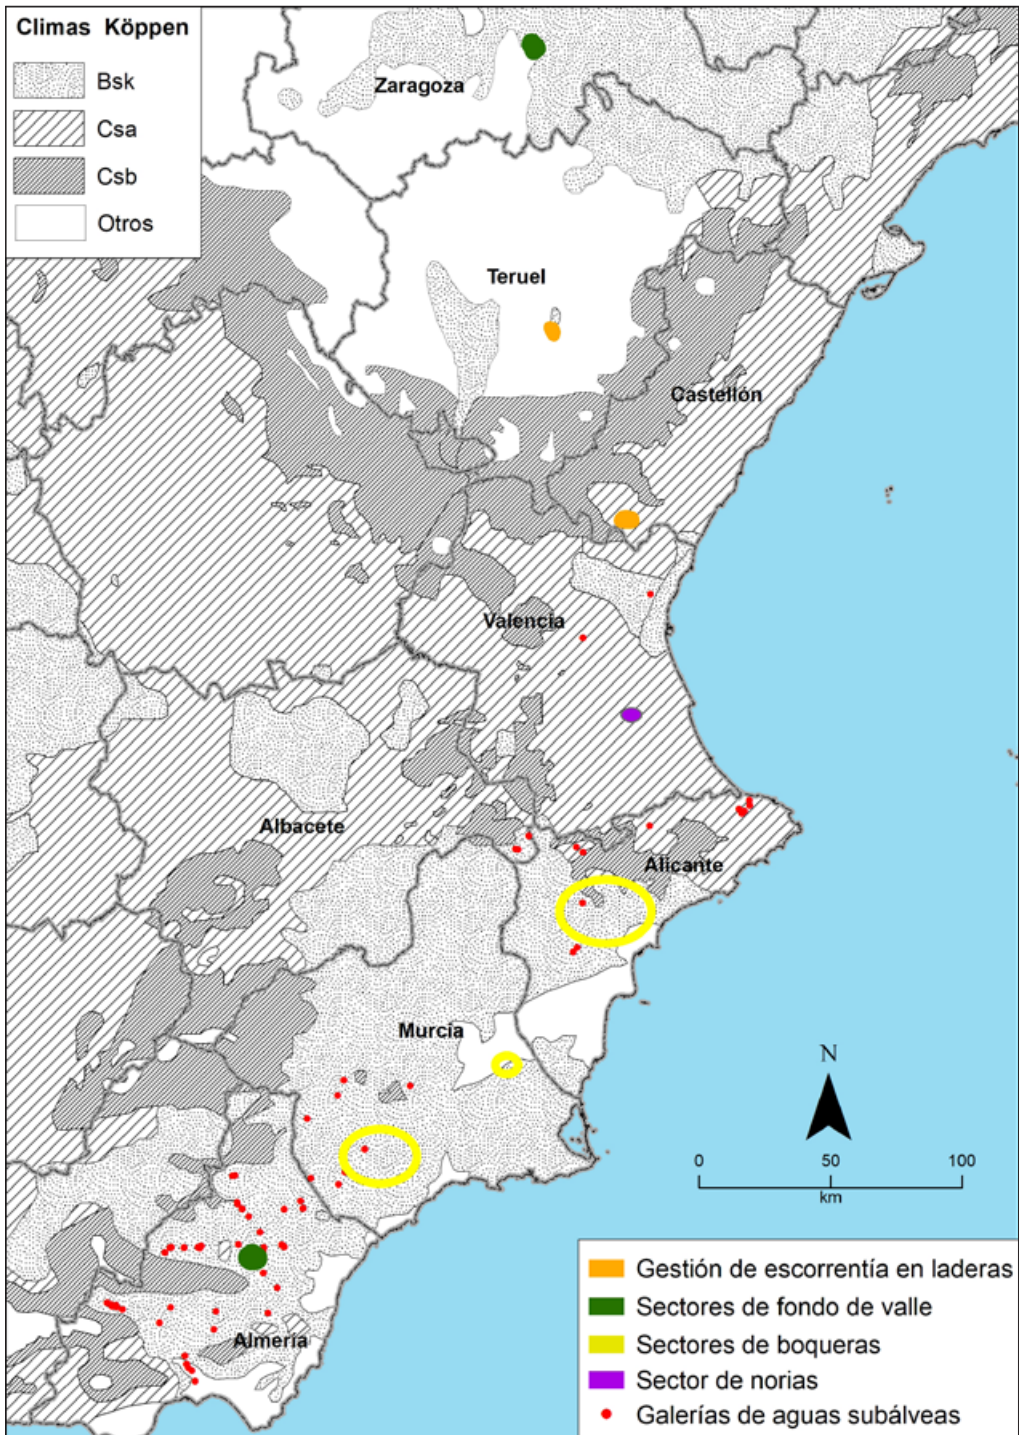 Climas Köppen
Bsk
Csa
Csb
Otros
Zaragoza
Teruel
Castellón
Valencia
Albacete
Alicante
Murcia
Almería
N
0 50 100
km
Gestión de escorrentía en laderas
Sectores de fondo de valle
Sectores de boqueras
Sector de norias
Galerías de aguas subálveas